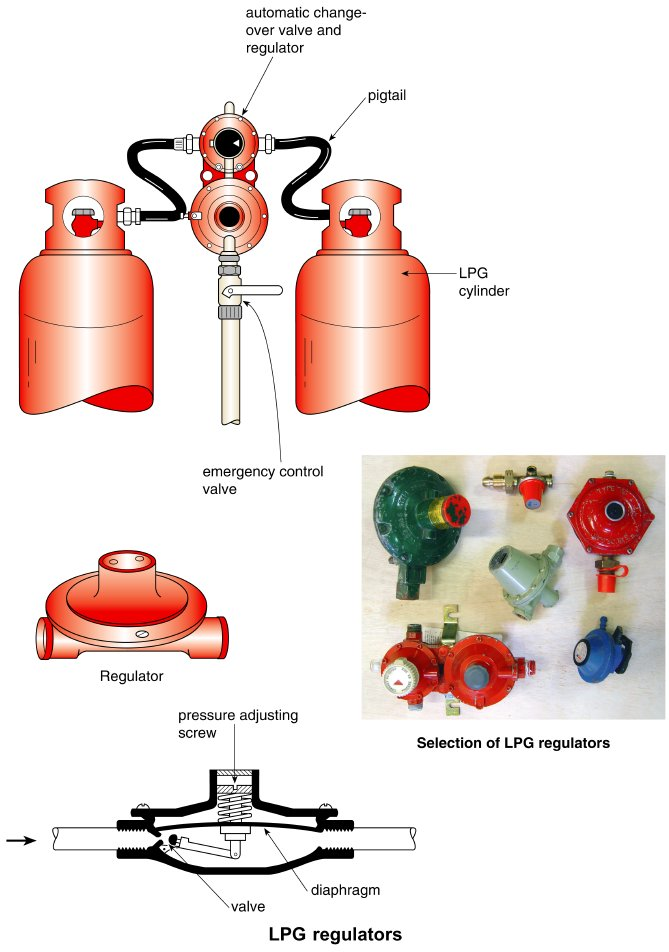 automatic change-
over valve and
regulator
pigtail
LPG
cylinder
emergency control
valve
Regulator
Selection of LPG regulators
pressure adjusting
screw
diaphragm
valve
LPG regulators